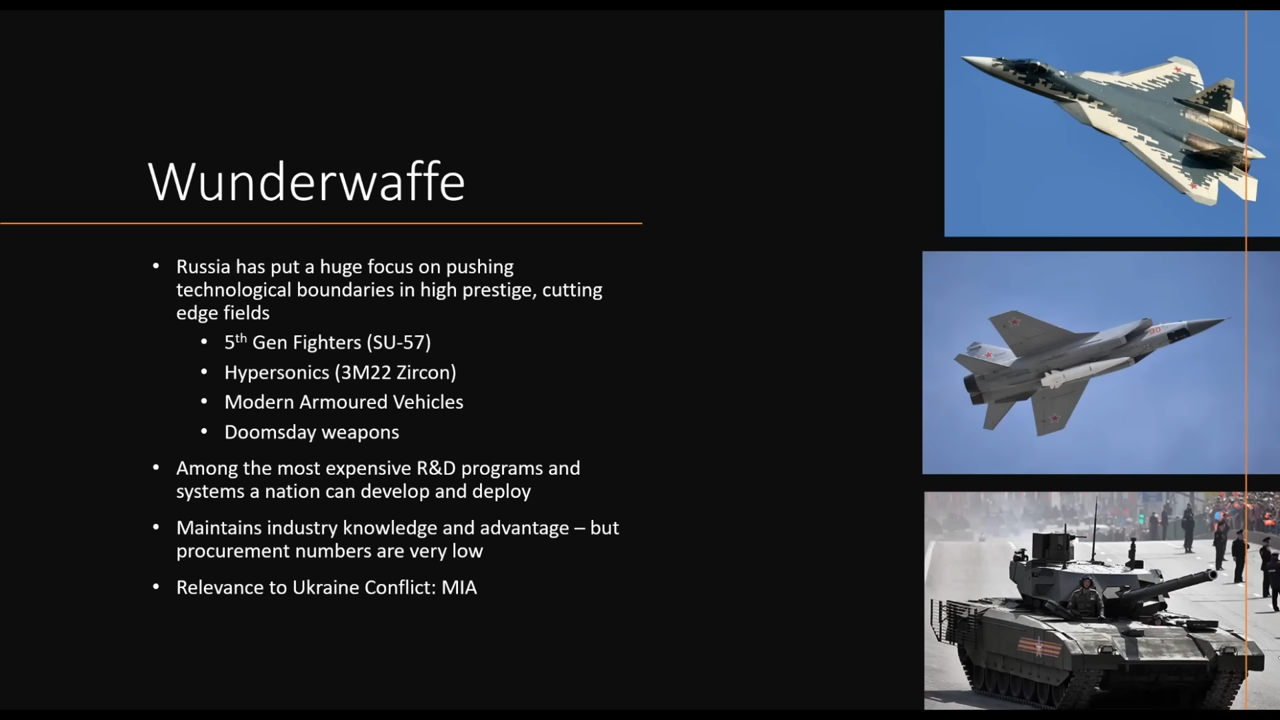 Wunderwaffe
• Russia has put a huge focus on pushing
technological boundaries in high prestige, cutting
edge fields
• 5th Gen Fighters (SU-57)
• Hypersonics (3M22 Zircon)
• Modern Armoured Vehicles
• Doomsday weapons
• Among the most expensive R&D programs and
systems a nation can develop and deploy
• Maintains industry knowledge and advantage – but
procurement numbers are very low
• Relevance to Ukraine Conflict: MIA